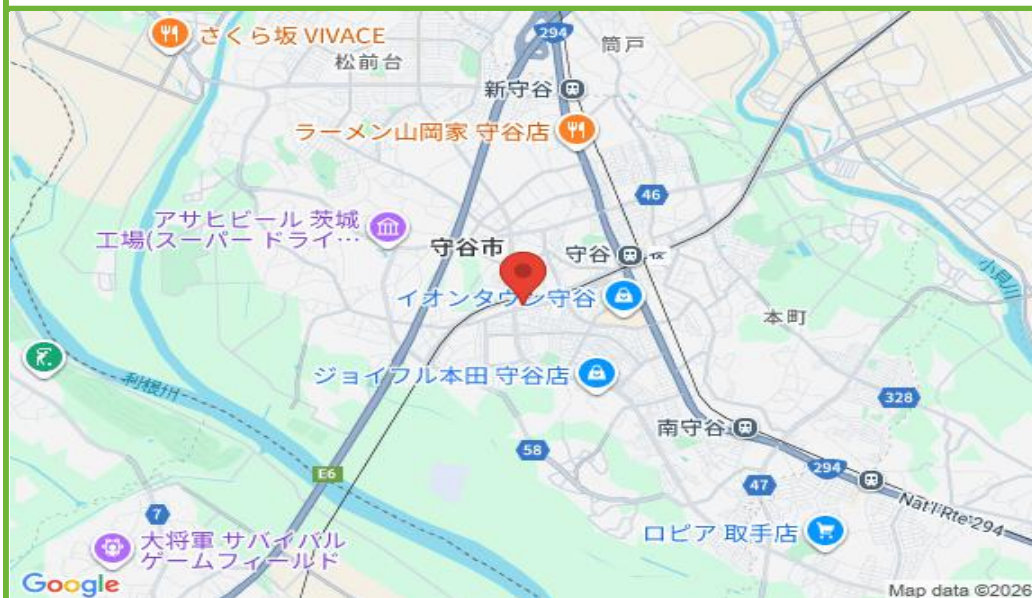 294
さくら坂 VIVACE
筒戸
松前台
新守谷
ラーメン山岡家 守谷店
46
アサヒビール 茨城
工場(スーパー ドライ…
守谷市
守谷
小貝川
イオンタウン守谷
本町
ジョイフル本田 守谷店
利根川
328
南守谷
58
294
E6
47
Nat'l Rte 294
7
ロピア 取手店
大将軍 サバイバル
ゲームフィールド
Google
Map data ©2026